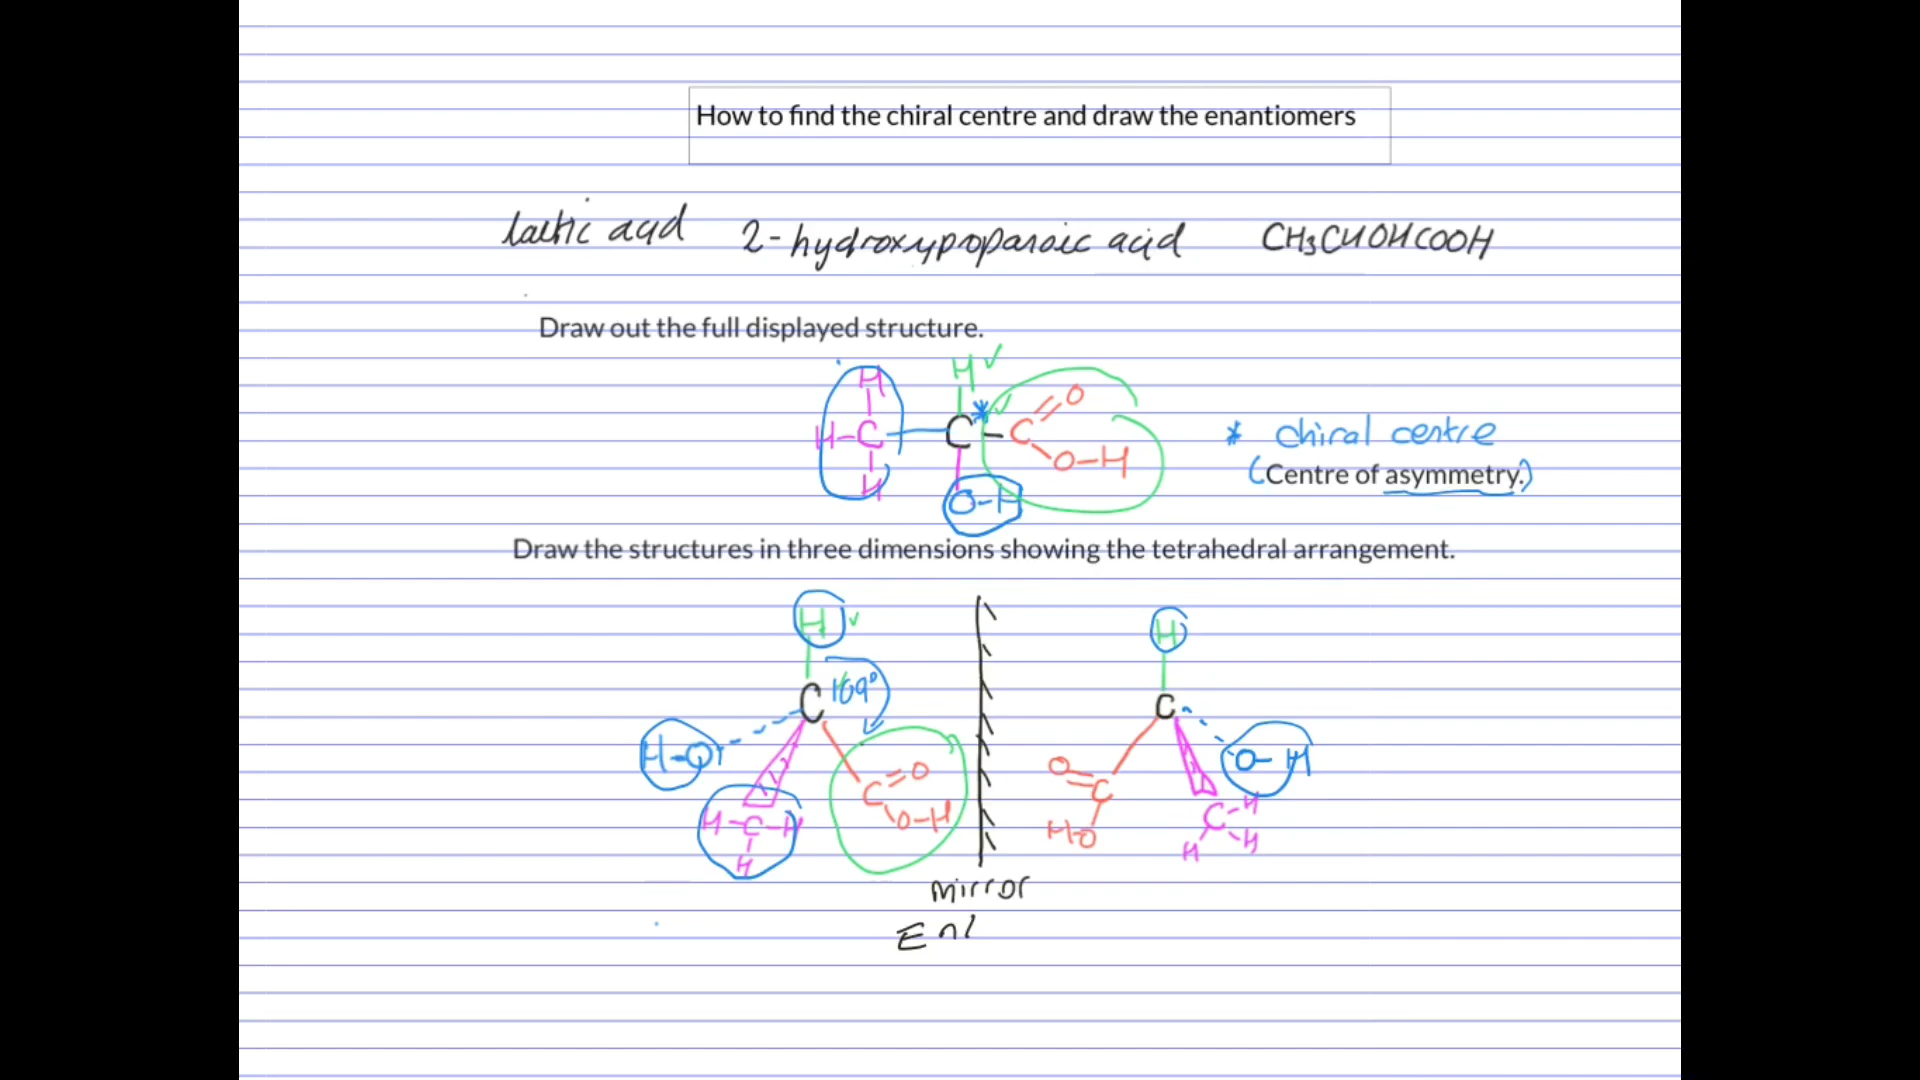 How to find the chiral centre and draw the enantiomers
lactic acid 2-hydroxypropanoic acid CH3CHOHCOOH
Draw out the full displayed structure.
H H ✓
* ✓ O
H-C-C-C * chiral centre
O-H (Centre of asymmetry.)
H O-H
Draw the structures in three dimensions showing the tetrahedral arrangement.
H ✓ H
C 109° C
H-O O-H
C O O C
H-C-H O-H H-O C-H
H H H
Mirror
En